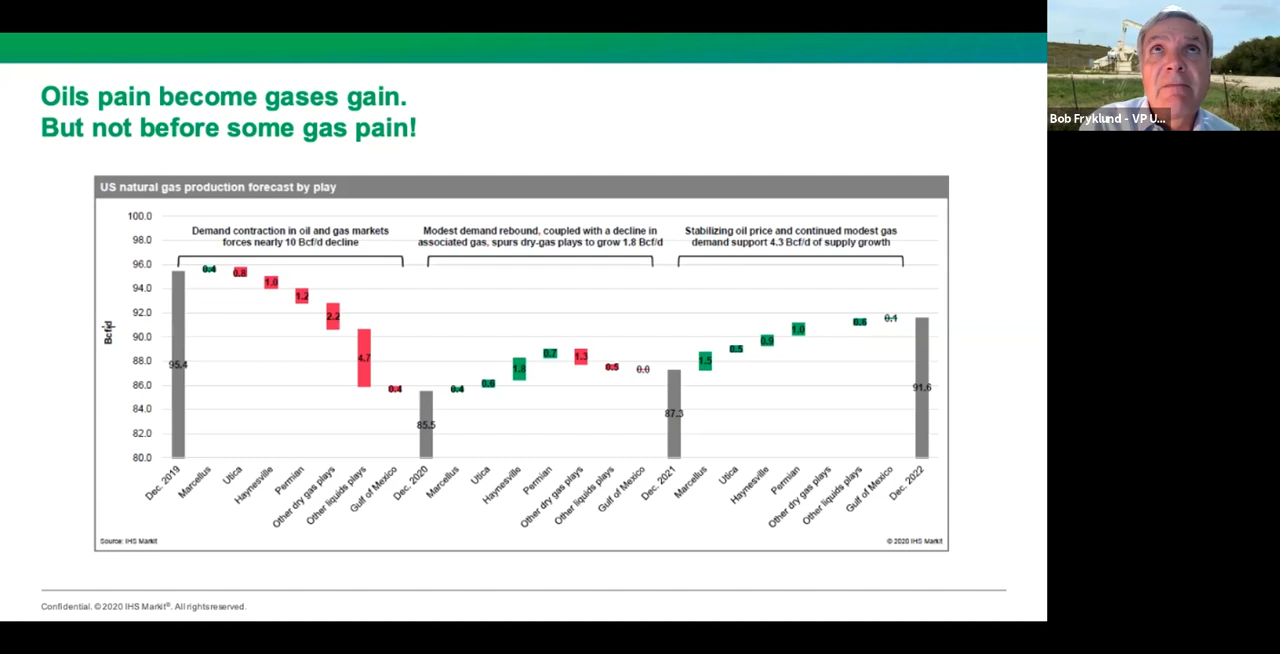 Oils pain become gases gain.
But not before some gas pain!
Bob Fryklund - VP U...
US natural gas production forecast by play
100.0
98.0
96.0
94.0
92.0
90.0
88.0
86.0
84.0
82.0
80.0
Bcf/d
Demand contraction in oil and gas markets
forces nearly 10 Bcf/d decline
Modest demand rebound, coupled with a decline in
associated gas, spurs dry-gas plays to grow 1.8 Bcf/d
Stabilizing oil price and continued modest gas
demand support 4.3 Bcf/d of supply growth
95.4
0.4
0.8
1.0
1.2
2.2
4.7
0.4
85.5
0.4
0.6
1.8
0.7
1.3
0.5
0.0
87.3
1.5
0.5
0.9
1.0
0.6
0.1
91.6
Dec. 2019
Marcellus
Utica
Haynesville
Permian
Other dry gas plays
Other liquids plays
Gulf of Mexico
Dec. 2020
Marcellus
Utica
Haynesville
Permian
Other dry gas plays
Other liquids plays
Gulf of Mexico
Dec. 2021
Marcellus
Utica
Haynesville
Permian
Other dry gas plays
Other liquids plays
Gulf of Mexico
Dec. 2022
Source: IHS Markit
© 2020 IHS Markit
Confidential. © 2020 IHS Markit®. All rights reserved.